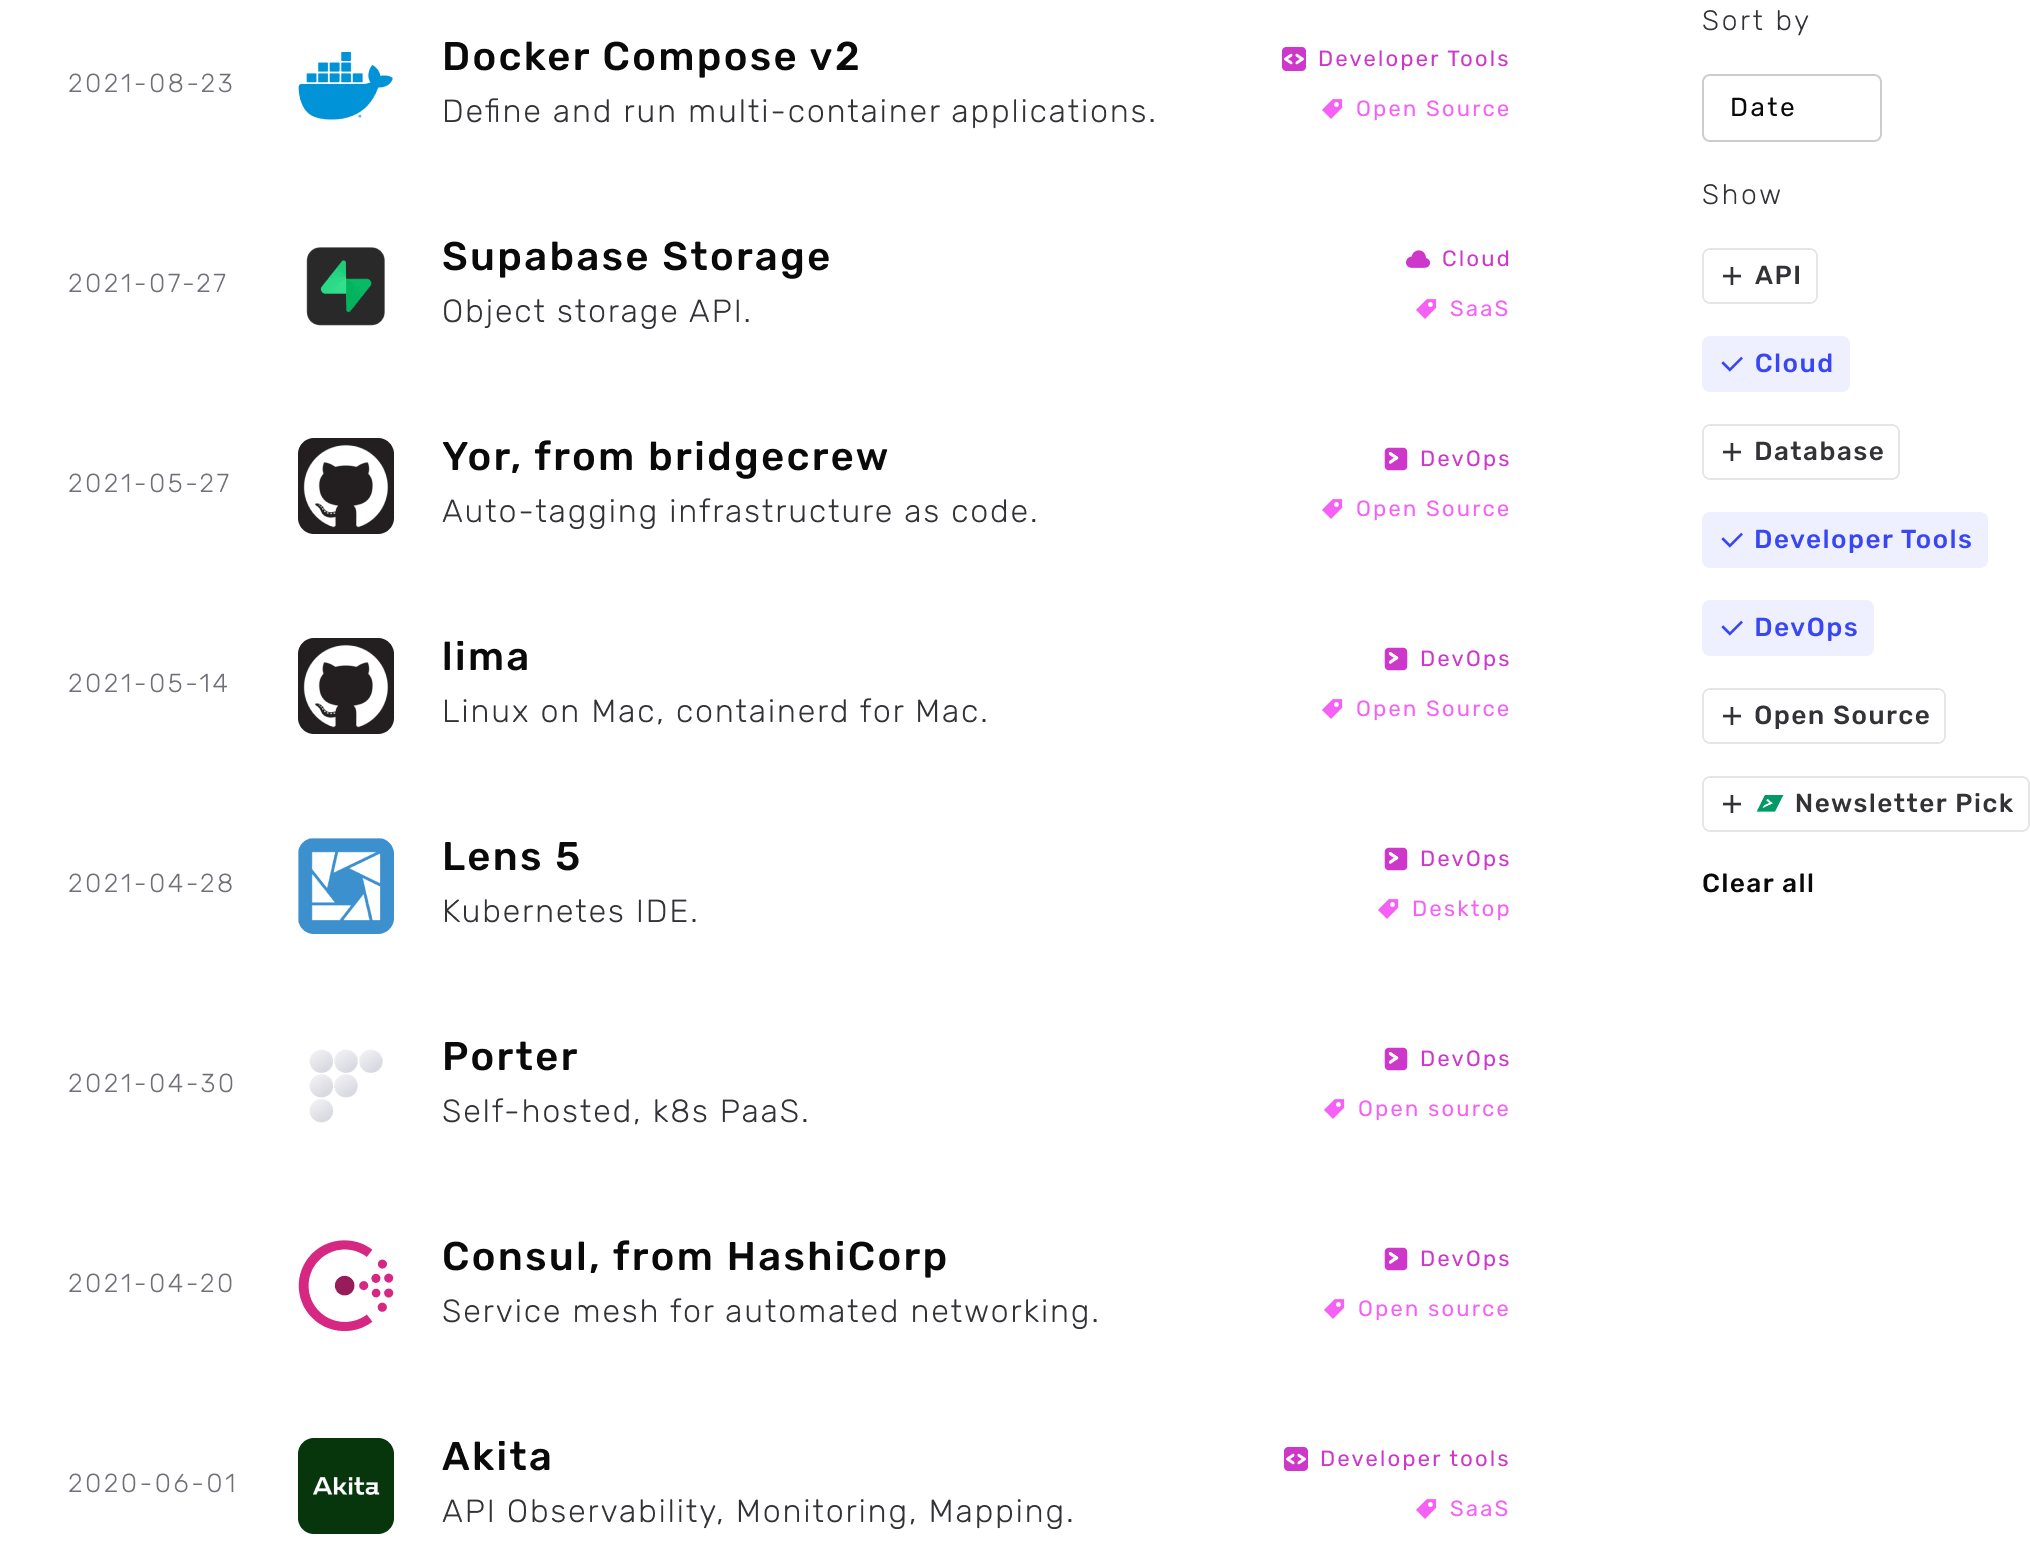 2021-08-23
Docker Compose v2
Define and run multi-container applications.
Developer Tools
Open Source
2021-07-27
Supabase Storage
Object storage API.
Cloud
SaaS
2021-05-27
Yor, from bridgecrew
Auto-tagging infrastructure as code.
DevOps
Open Source
2021-05-14
lima
Linux on Mac, containerd for Mac.
DevOps
Open Source
2021-04-28
Lens 5
Kubernetes IDE.
DevOps
Desktop
2021-04-30
Porter
Self-hosted, k8s PaaS.
DevOps
Open source
2021-04-20
Consul, from HashiCorp
Service mesh for automated networking.
DevOps
Open source
2020-06-01
Akita
Akita
API Observability, Monitoring, Mapping.
Developer tools
SaaS
Sort by
Date
Show
+ API
Cloud
+ Database
Developer Tools
DevOps
+ Open Source
+ Newsletter Pick
Clear all